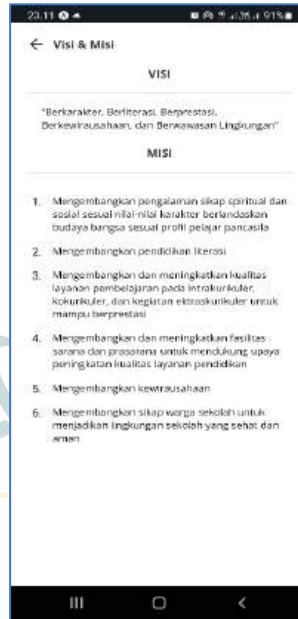 23.11 91%
← Visi & Misi
VISI
"Berkarakter, Berliterasi, Berprestasi,
Berkewirausahaan, dan Berwawasan Lingkungan"
MISI
1. Mengembangkan pengalaman sikap spiritual dan
sosial sesuai nilai-nilai karakter berlandaskan
budaya bangsa sesuai profil pelajar pancasila
2. Mengembangkan pendidikan literasi
3. Mengembangkan dan meningkatkan kualitas
layanan pembelajaran pada intrakurikuler,
kokurikuler, dan kegiatan ektraskurikuler untuk
mampu berprestasi
4. Mengembangkan dan meningkatkan fasilitas
sarana dan prasarana untuk mendukung upaya
peningkatan kualitas layanan pendidikan
5. Mengembangkan kewirausahaan
6. Mengembangkan sikap warga sekolah untuk
menjadikan lingkungan sekolah yang sehat dan
aman